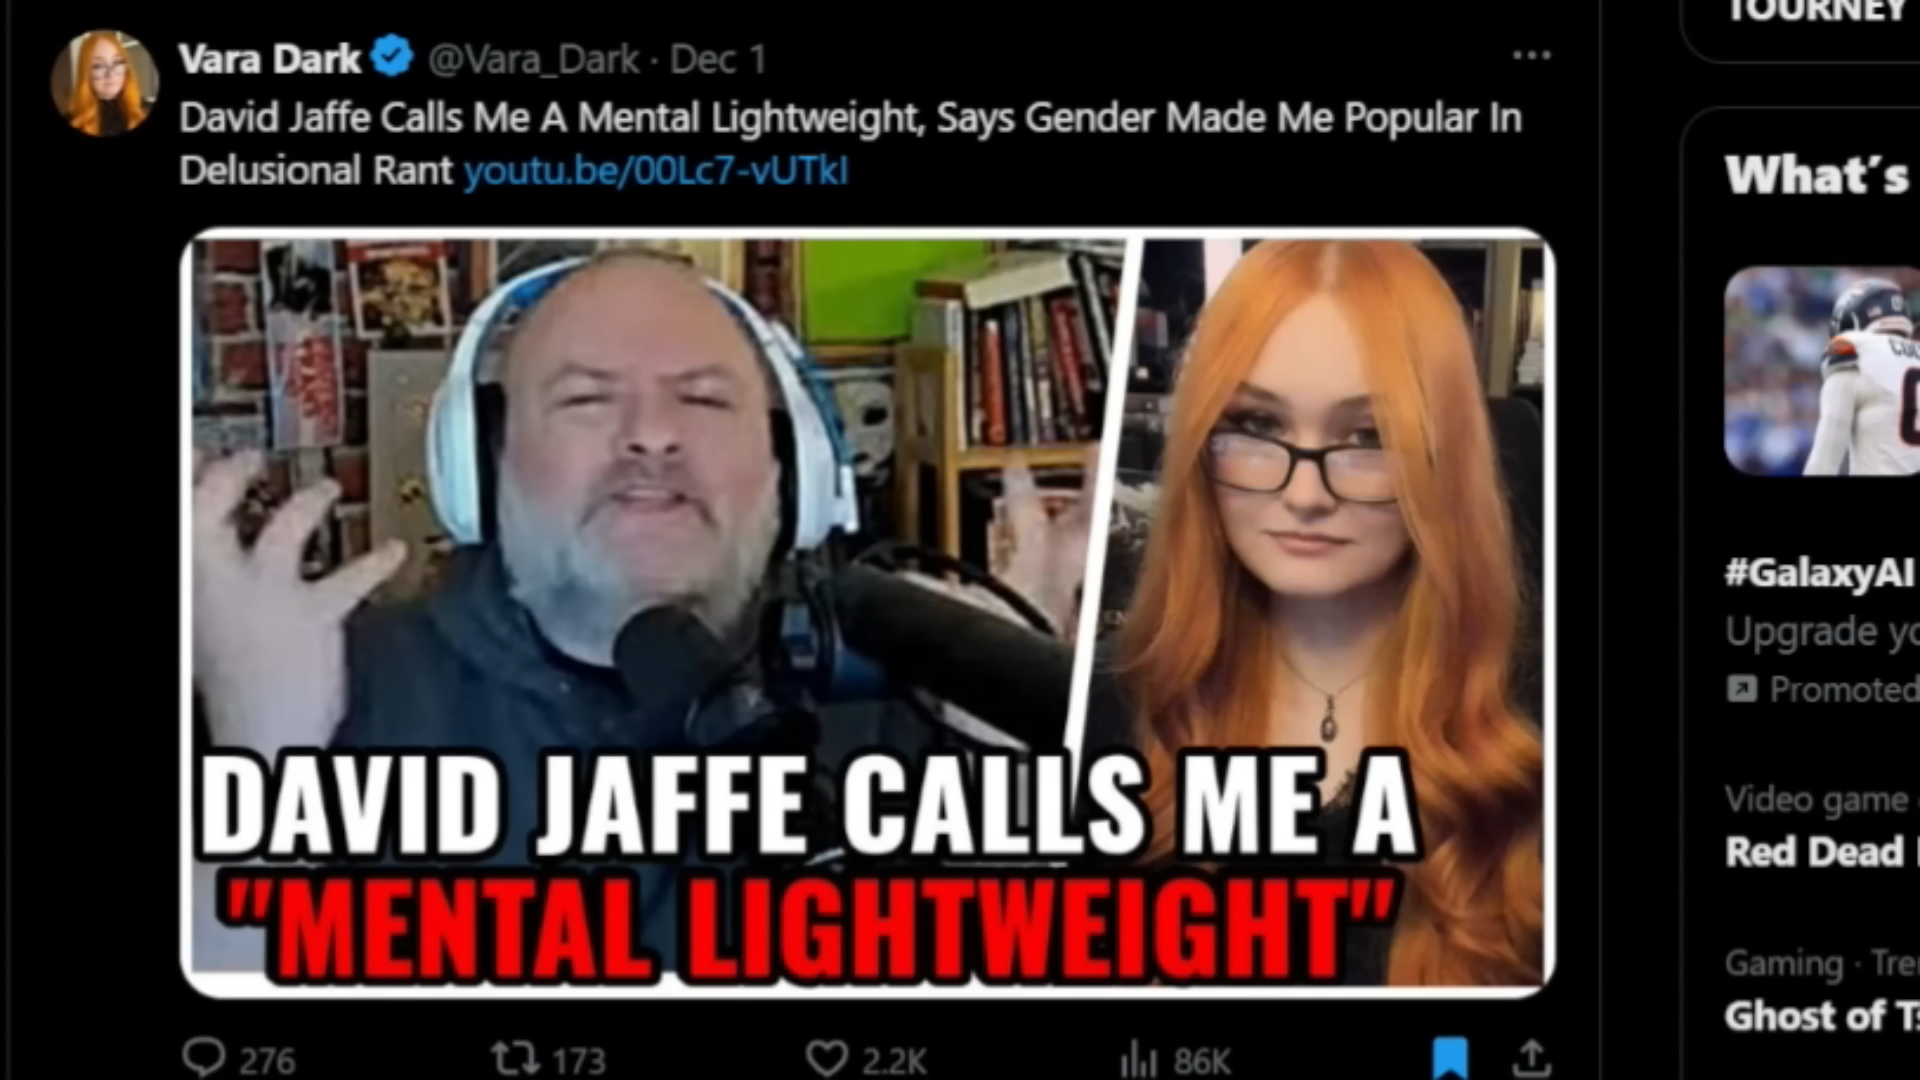 TOURNEY
Vara Dark @Vara_Dark · Dec 1
David Jaffe Calls Me A Mental Lightweight, Says Gender Made Me Popular In
Delusional Rant youtu.be/00Lc7-vUTkI
DAVID JAFFE CALLS ME A
"MENTAL LIGHTWEIGHT"
276 173 2.2K 86K
What's
#GalaxyAI
Upgrade
Promoted
Video game
Red Dead
Gaming · Tre
Ghost of